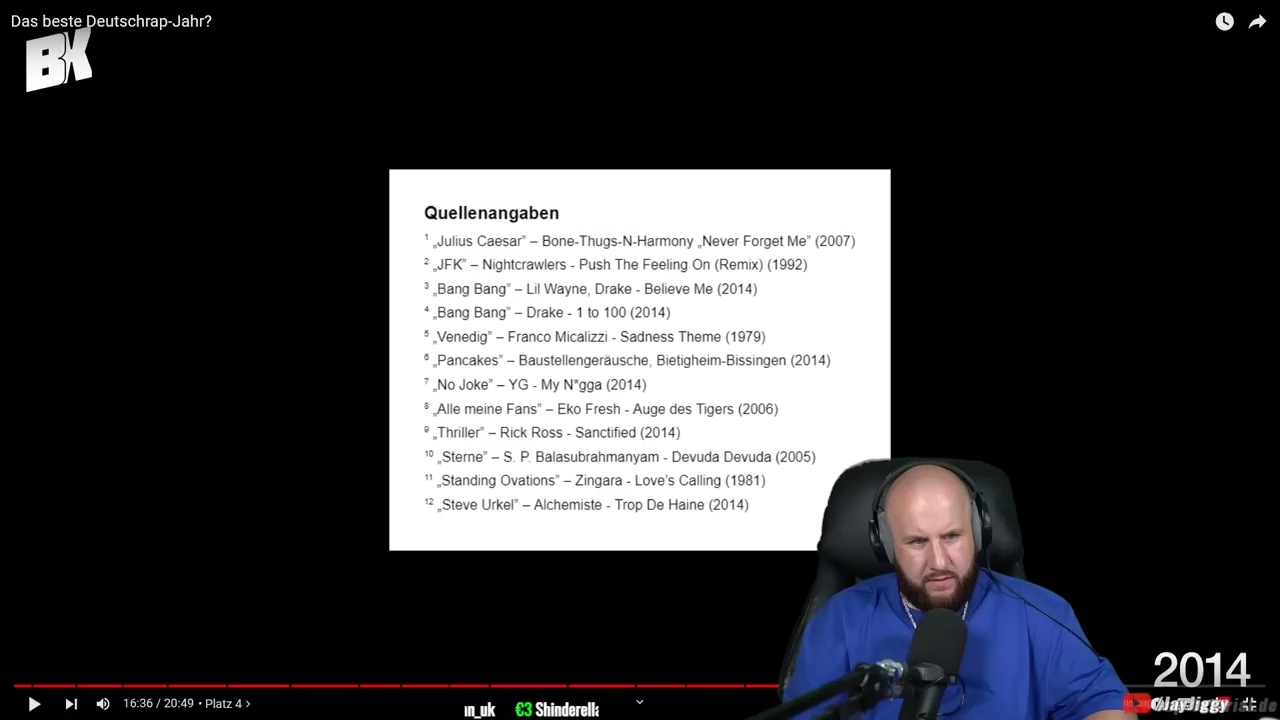 Das beste Deutschrap-Jahr?
BK
Quellenangaben
1 „Julius Caesar” – Bone-Thugs-N-Harmony „Never Forget Me” (2007)
2 „JFK” – Nightcrawlers - Push The Feeling On (Remix) (1992)
3 „Bang Bang” – Lil Wayne, Drake - Believe Me (2014)
4 „Bang Bang” – Drake - 1 to 100 (2014)
5 „Venedig” – Franco Micalizzi - Sadness Theme (1979)
6 „Pancakes” – Baustellengeräusche, Bietigheim-Bissingen (2014)
7 „No Joke” – YG - My N*gga (2014)
8 „Alle meine Fans” – Eko Fresh - Auge des Tigers (2006)
9 „Thriller” – Rick Ross - Sanctified (2014)
10 „Sterne” – S. P. Balasubrahmanyam - Devuda Devuda (2005)
11 „Standing Ovations” – Zingara - Love’s Calling (1981)
12 „Steve Urkel” – Alchemiste - Trop De Haine (2014)
2014
16:36 / 20:49 • Platz 4
€3